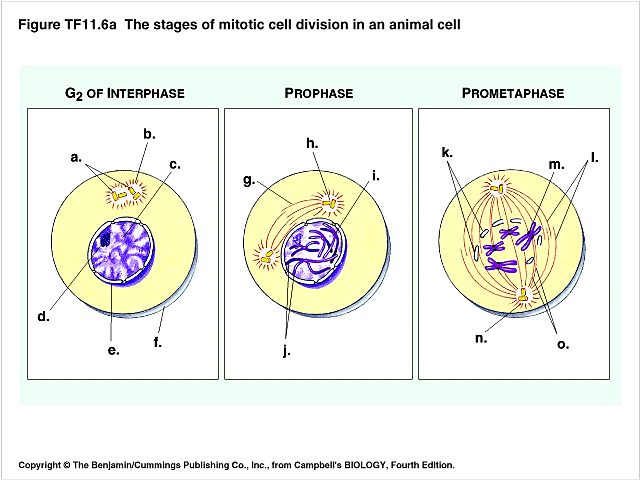 Figure TF11.6a The stages of mitotic cell division in an animal cell
G2 OF INTERPHASE
PROPHASE
PROMETAPHASE
a.
b.
c.
d.
e.
f.
g.
h.
i.
j.
k.
l.
m.
n.
o.
Copyright © The Benjamin/Cummings Publishing Co., Inc., from Campbell's BIOLOGY, Fourth Edition.